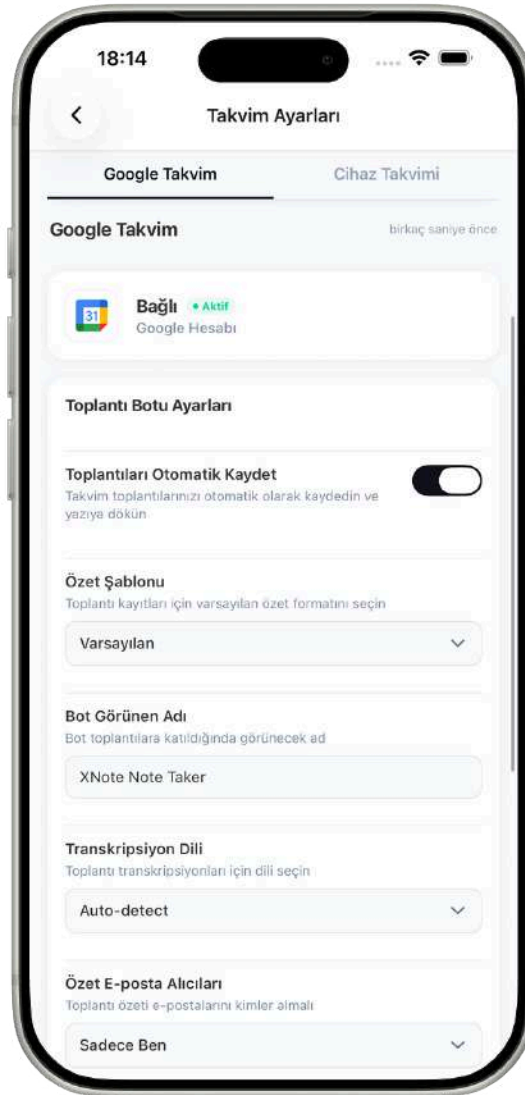 18:14
Takvim Ayarları
Google Takvim
Cihaz Takvimi
Google Takvim
birkaç saniye önce
31
Bağlı
Aktif
Google Hesabı
Toplantı Botu Ayarları
Toplantıları Otomatik Kaydet
Takvim toplantılarınızı otomatik olarak kaydedin ve
yazıya dökün
Özet Şablonu
Toplantı kayıtları için varsayılan özet formatını seçin
Varsayılan
Bot Görünen Adı
Bot toplantılara katıldığında görünecek ad
XNote Note Taker
Transkripsiyon Dili
Toplantı transkripsiyonları için dili seçin
Auto-detect
Özet E-posta Alıcıları
Toplantı özeti e-postalarını kimler almalı
Sadece Ben